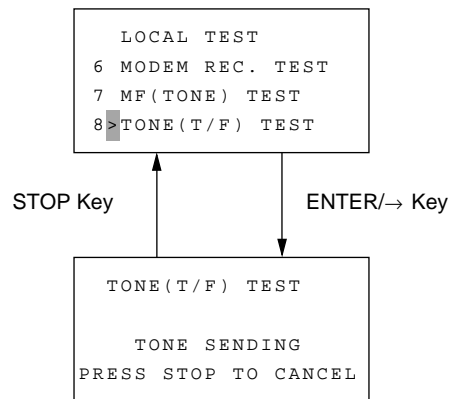 LOCAL TEST
6 MODEM REC. TEST
7 MF(TONE) TEST
8>TONE(T/F) TEST
STOP Key
ENTER/→ Key
TONE(T/F) TEST
TONE SENDING
PRESS STOP TO CANCEL